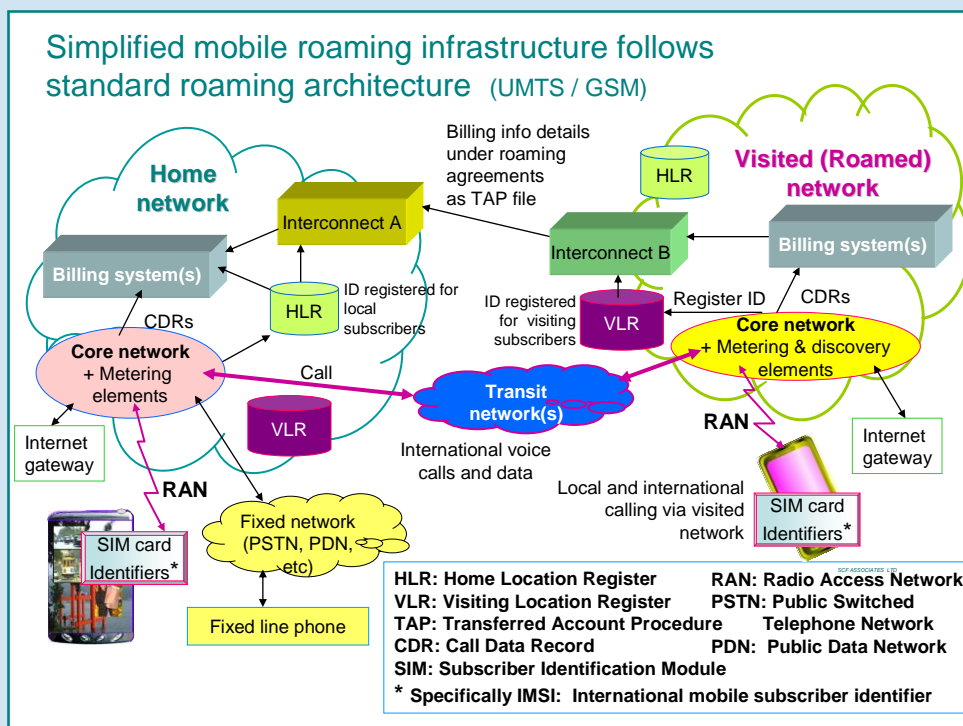 Simplified mobile roaming infrastructure follows
standard roaming architecture (UMTS / GSM)
Home
network
Billing info details
under roaming
agreements
as TAP file
HLR
Visited (Roamed)
network
Interconnect A
Billing system(s)
Interconnect B
Billing system(s)
HLR
ID registered for
local
subscribers
CDRs
ID registered
for visiting
subscribers
VLR
Register ID
CDRs
Core network
+ Metering
elements
Core network
+ Metering & discovery
elements
Call
Transit
network(s)
VLR
International voice
calls and data
Internet
gateway
RAN
RAN
Internet
gateway
Local and international
calling via visited
network
SIM card
Identifiers*
SIM card
Identifiers*
Fixed network
(PSTN, PDN,
etc)
Fixed line phone
SCF ASSOCIATES LTD
HLR: Home Location Register
VLR: Visiting Location Register
TAP: Transferred Account Procedure
CDR: Call Data Record
SIM: Subscriber Identification Module
RAN: Radio Access Network
PSTN: Public Switched
Telephone Network
PDN: Public Data Network
* Specifically IMSI: International mobile subscriber identifier